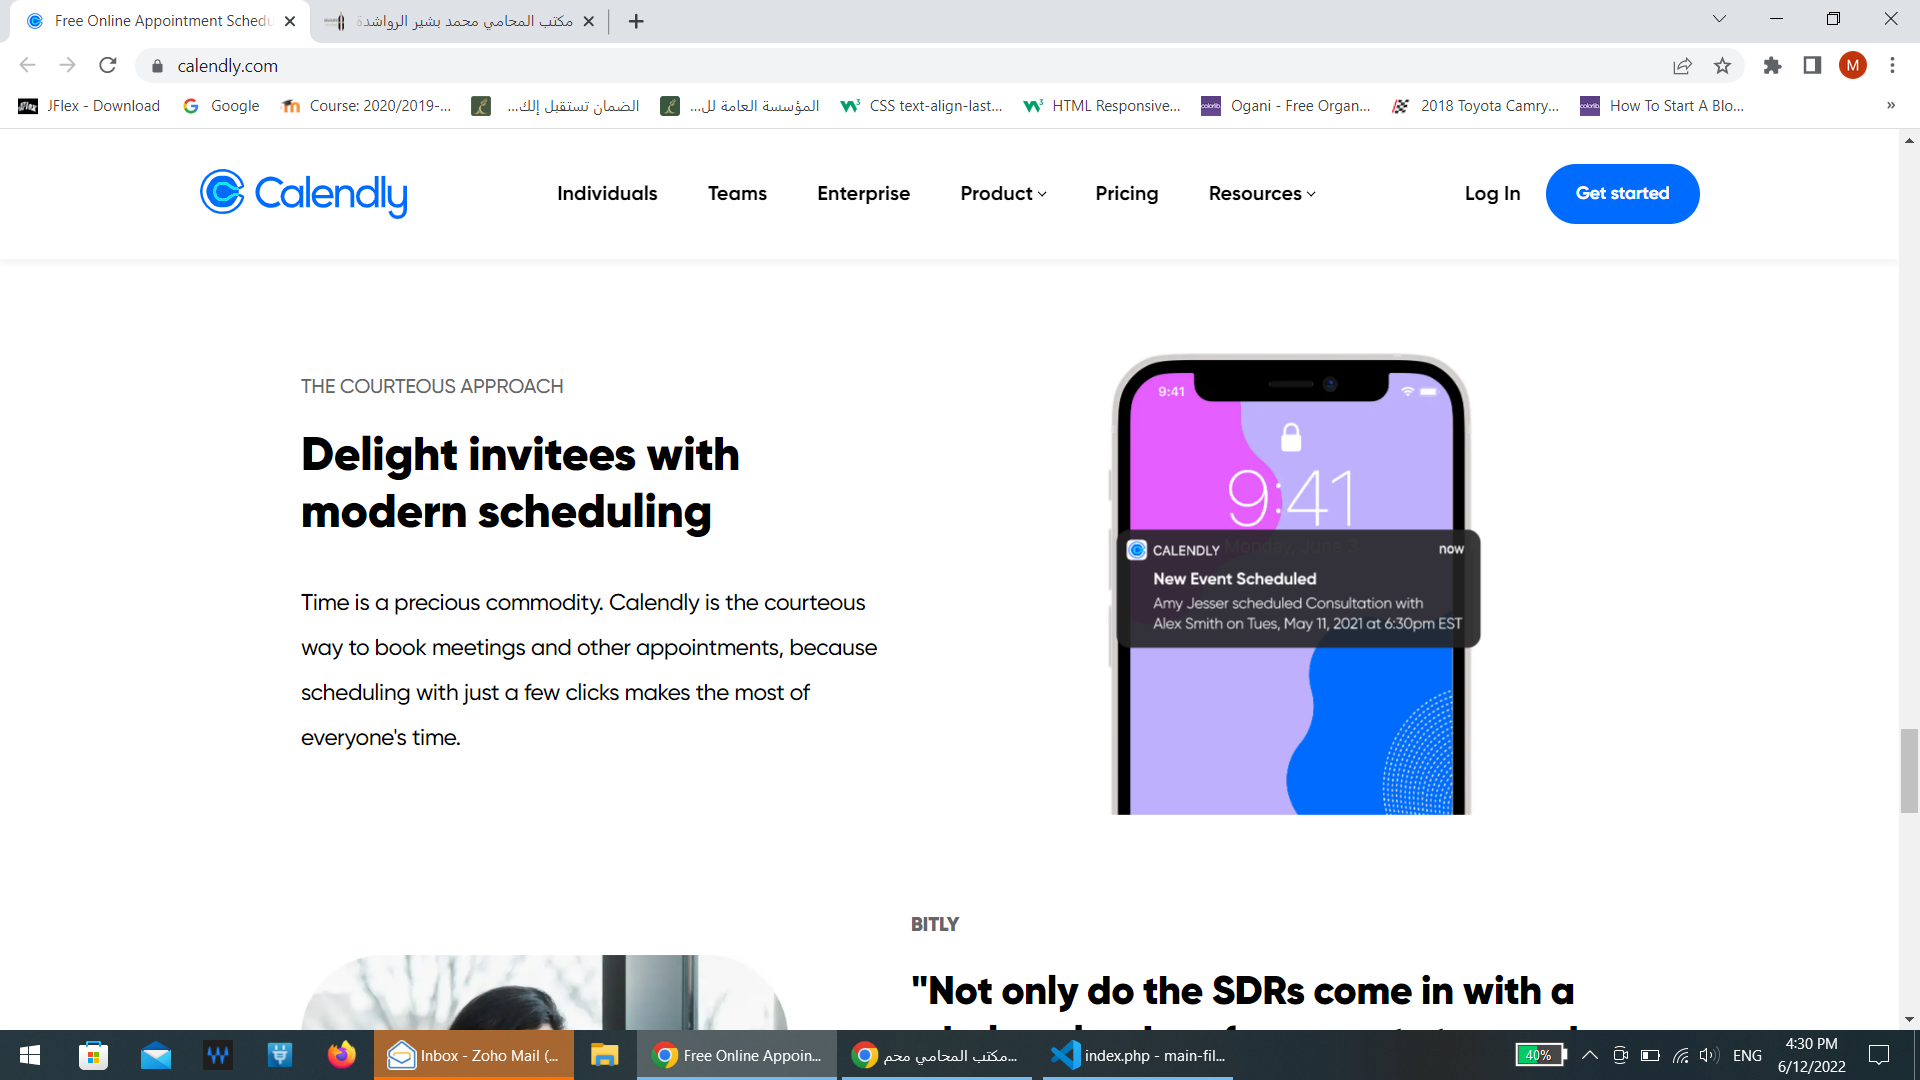 Free Online Appointment Schedu
مكتب المحامي محمد بشير الرواشدة
calendly.com
M
JFlex - Download
Google
Course: 2020/2019-...
الضمان تستقبل إلك...
المؤسسة العامة لل...
CSS text-align-last...
HTML Responsive...
Ogani - Free Organ...
2018 Toyota Camry...
How To Start A Blo...
»
Calendly
Individuals
Teams
Enterprise
Product
Pricing
Resources
Log In
Get started
THE COURTEOUS APPROACH
Delight invitees with
modern scheduling
Time is a precious commodity. Calendly is the courteous
way to book meetings and other appointments, because
scheduling with just a few clicks makes the most of
everyone's time.
9:41
9:41
Monday, June 3
CALENDLY
now
New Event Scheduled
Amy Jesser scheduled Consultation with
Alex Smith on Tues, May 11, 2021 at 6:30pm EST
BITLY
"Not only do the SDRs come in with a
Inbox - Zoho Mail (...
Free Online Appoin...
مكتب المحامي محم...
index.php - main-fil...
40%
ENG
4:30 PM
6/12/2022